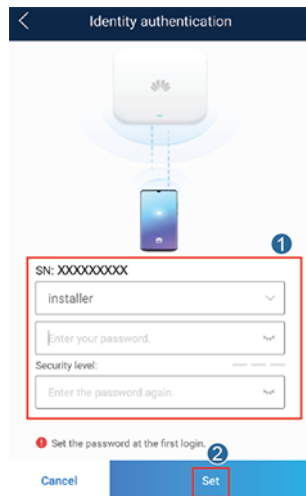 Identity authentication
1
SN: XXXXXXXXX
installer
Enter your password.
Security level:
Enter the password again.
Set the password at the first login.
2
Cancel
Set